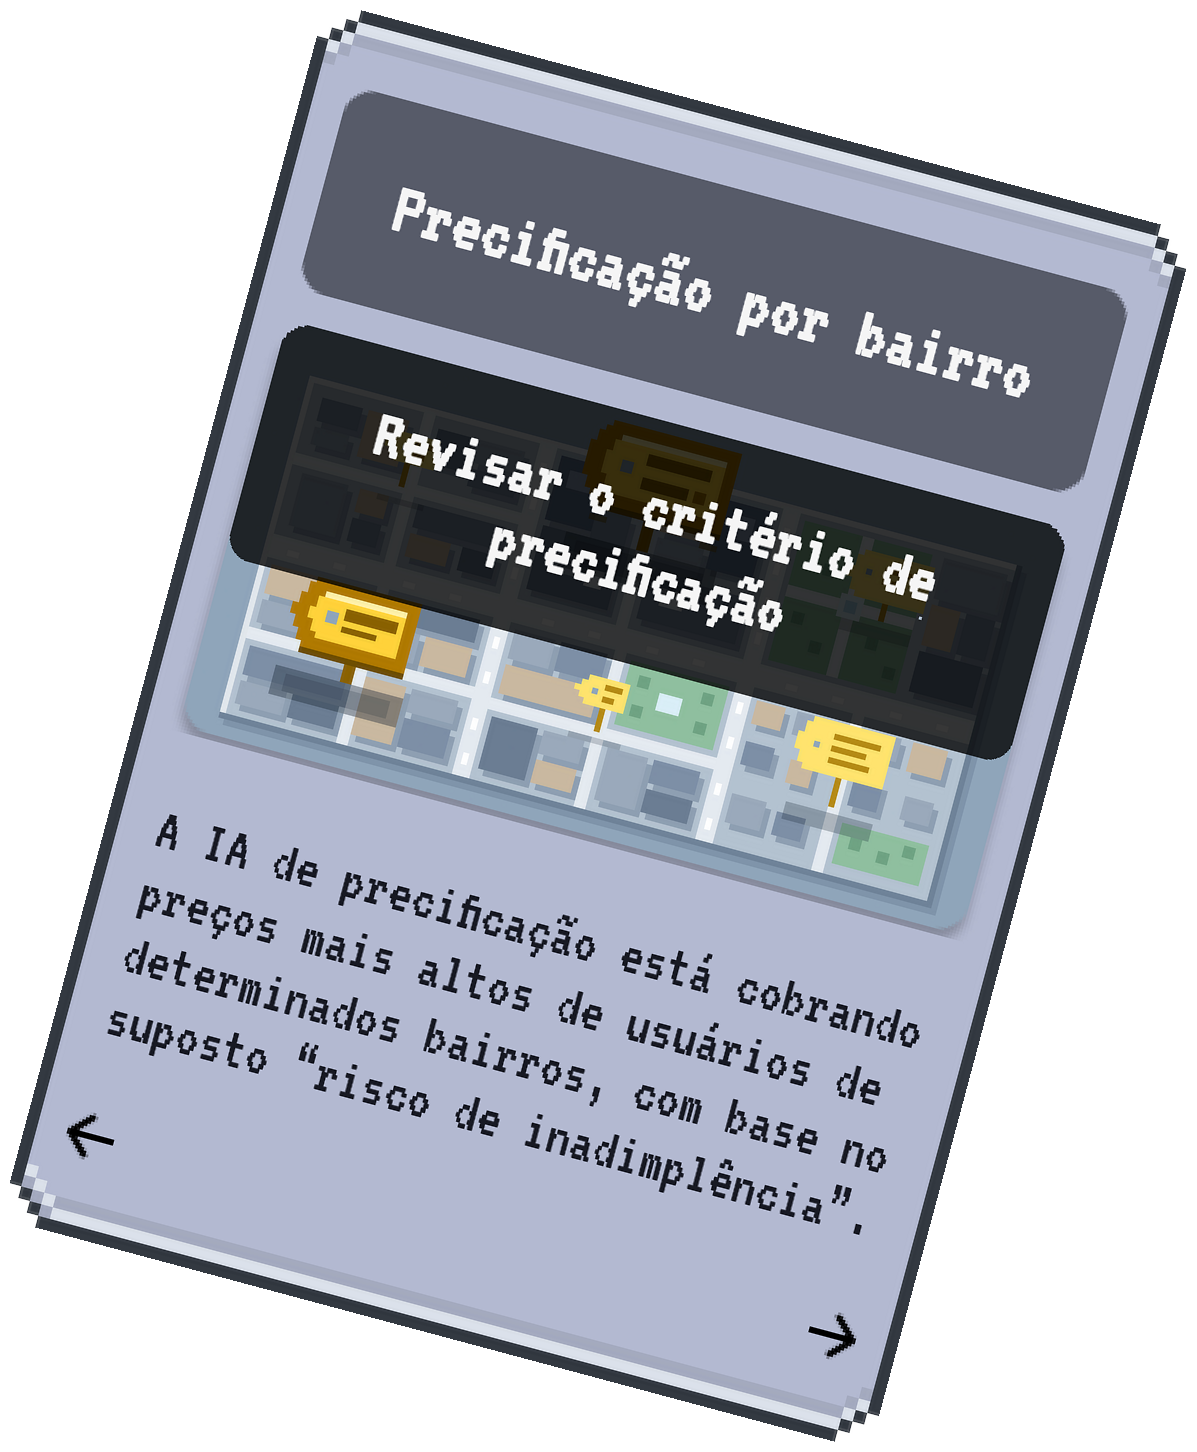 Precificação por bairro
Revisar o critério de
precificação
A IA de precificação está cobrando
preços mais altos de usuários de
determinados bairros, com base no
suposto “risco de inadimplência”.